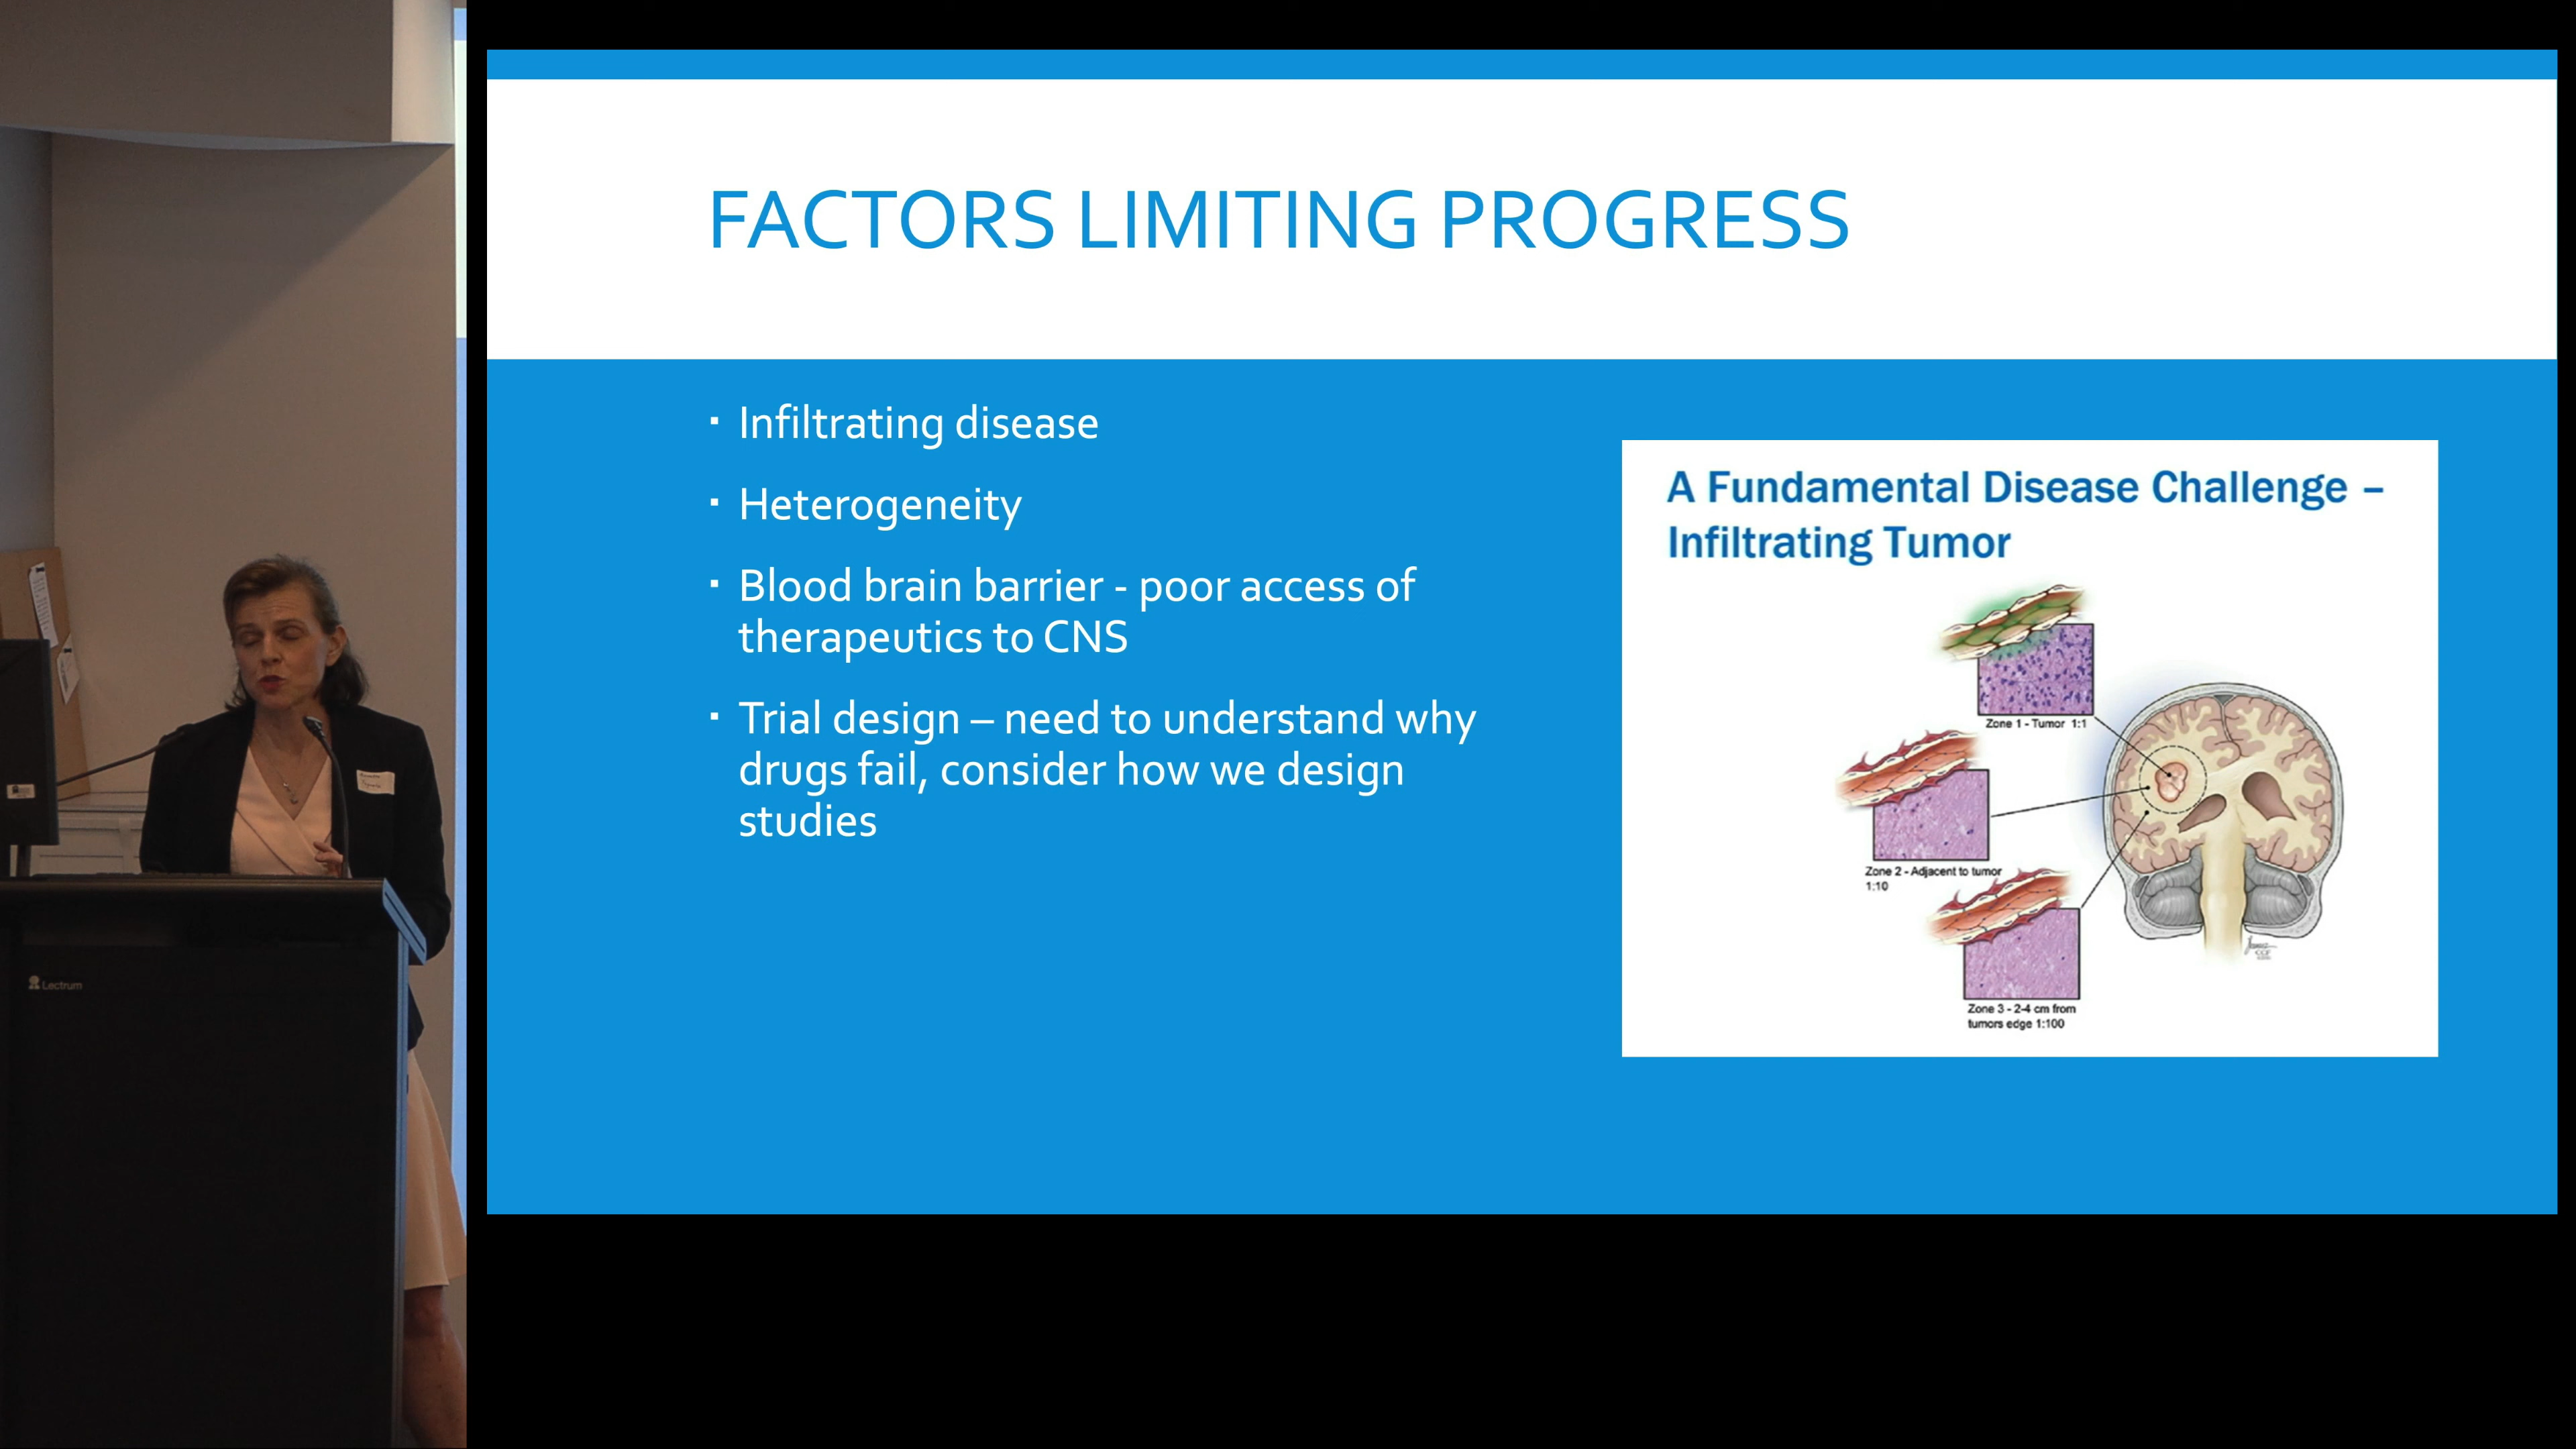 FACTORS LIMITING PROGRESS
▪ Infiltrating disease
▪ Heterogeneity
▪ Blood brain barrier - poor access of
therapeutics to CNS
▪ Trial design – need to understand why
drugs fail, consider how we design
studies
A Fundamental Disease Challenge –
Infiltrating Tumor
Zone 1 - Tumor 1:1
Zone 2 - Adjacent to tumor
1:10
Zone 3 - 2-4 cm from
tumors edge 1:100
Lectrum